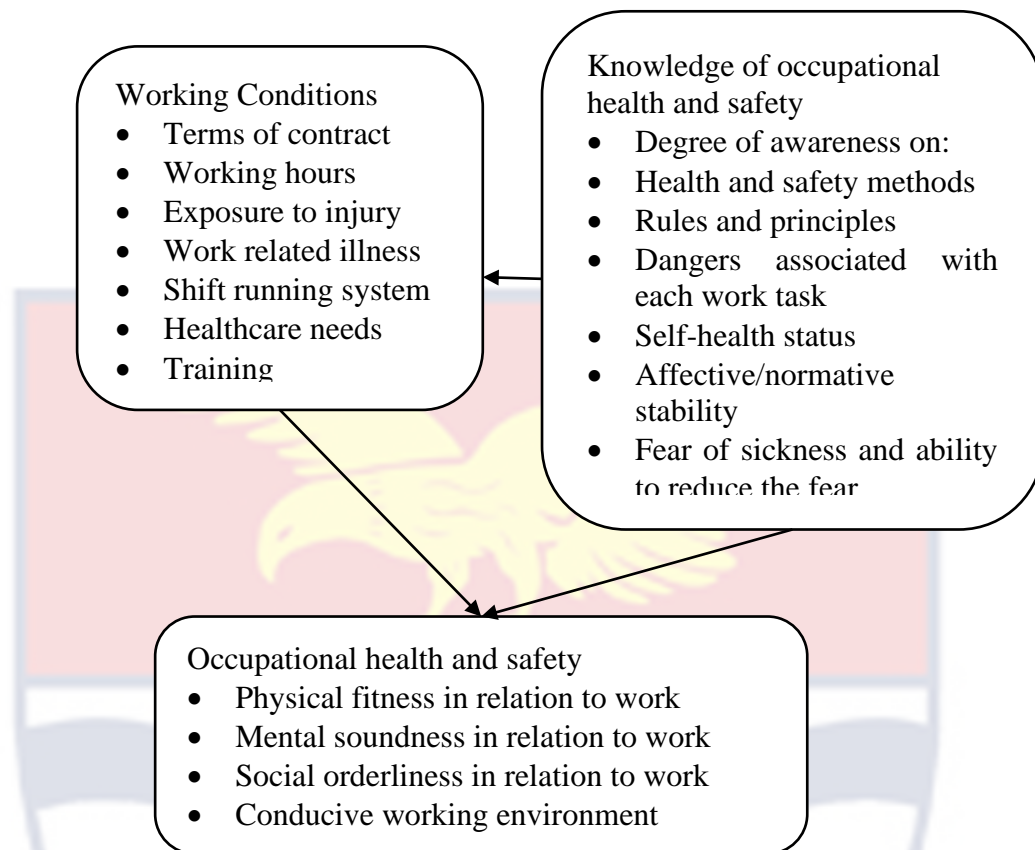 Working Conditions
• Terms of contract
• Working hours
• Exposure to injury
• Work related illness
• Shift running system
• Healthcare needs
• Training
Knowledge of occupational
health and safety
• Degree of awareness on:
• Health and safety methods
• Rules and principles
• Dangers associated with
each work task
• Self-health status
• Affective/normative
stability
• Fear of sickness and ability
to reduce the fear
Occupational health and safety
• Physical fitness in relation to work
• Mental soundness in relation to work
• Social orderliness in relation to work
• Conducive working environment